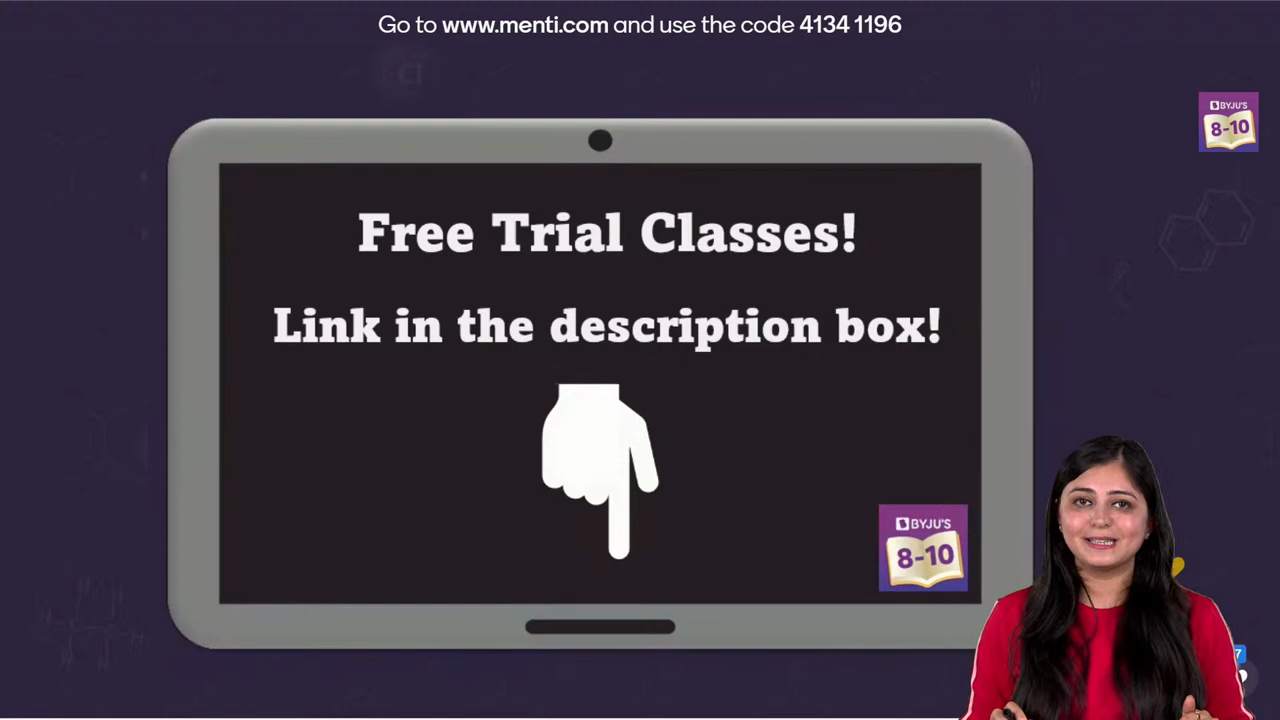 Go to www.menti.com and use the code 4134 1196
BYJU'S
8-10
Free Trial Classes!
Link in the description box!
BYJU'S
8-10
7